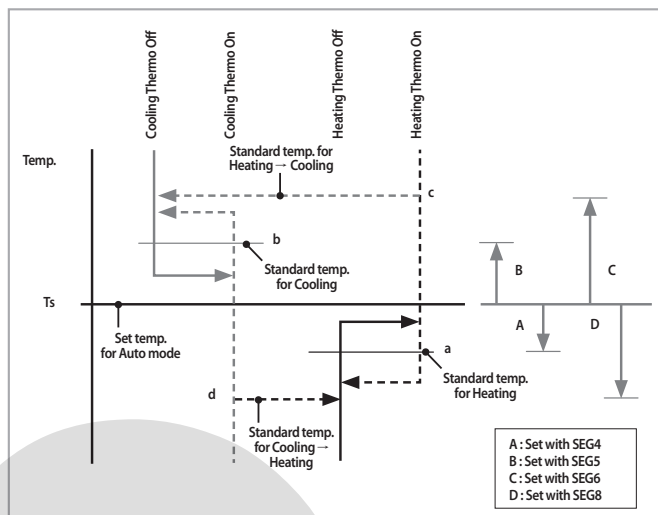 Cooling Thermo Off
Cooling Thermo On
Heating Thermo Off
Heating Thermo On
Temp.
Standard temp. for
Heating → Cooling
c
b
Standard temp.
for Cooling
B
C
Ts
Set temp.
for Auto mode
A
D
a
Standard temp.
for Heating
d
Standard temp.
for Cooling →
Heating
A : Set with SEG4
B : Set with SEG5
C : Set with SEG6
D : Set with SEG8